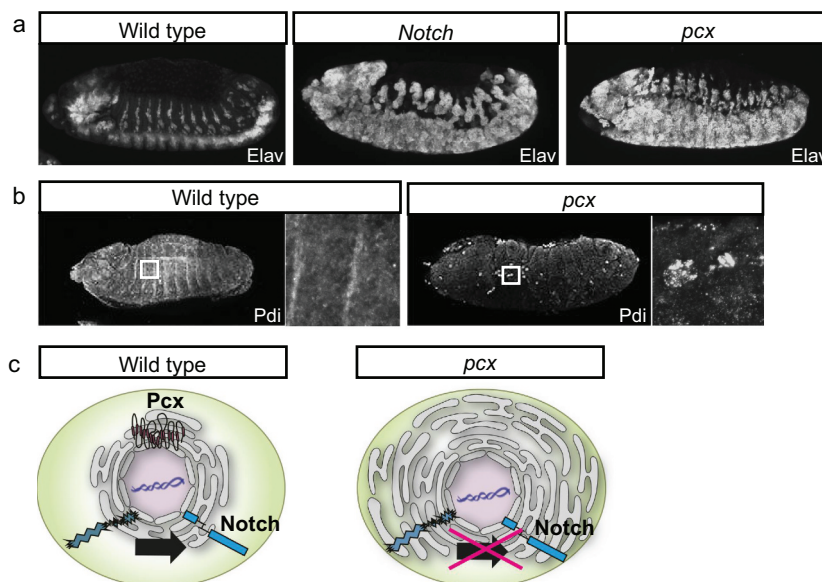 a
Wild type
Notch
pcx
Elav
Elav
Elav
b
Wild type
pcx
Pdi
Pdi
c
Wild type
pcx
Pcx
Notch
Notch